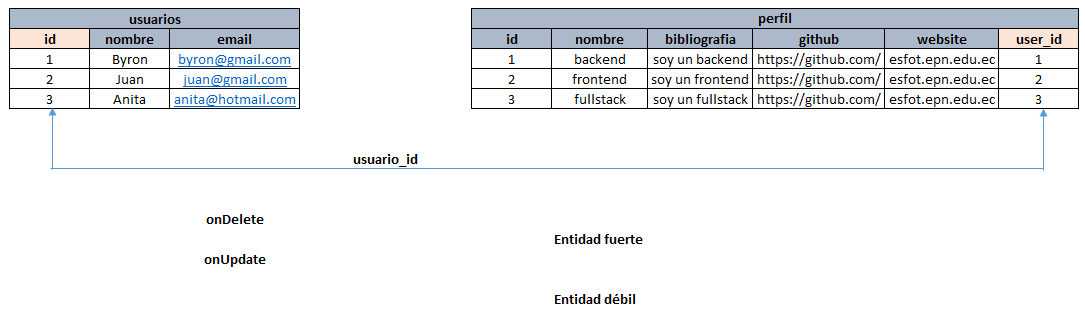 usuarios
id nombre email
1 Byron byron@gmail.com
2 Juan juan@gmail.com
3 Anita anita@hotmail.com
perfil
id nombre bibliografia github website user_id
1 backend soy un backend https://github.com/ esfot.epn.edu.ec 1
2 frontend soy un frontend https://github.com/ esfot.epn.edu.ec 2
3 fullstack soy un fullstack https://github.com/ esfot.epn.edu.ec 3
usuario_id
onDelete
Entidad fuerte
onUpdate
Entidad débil